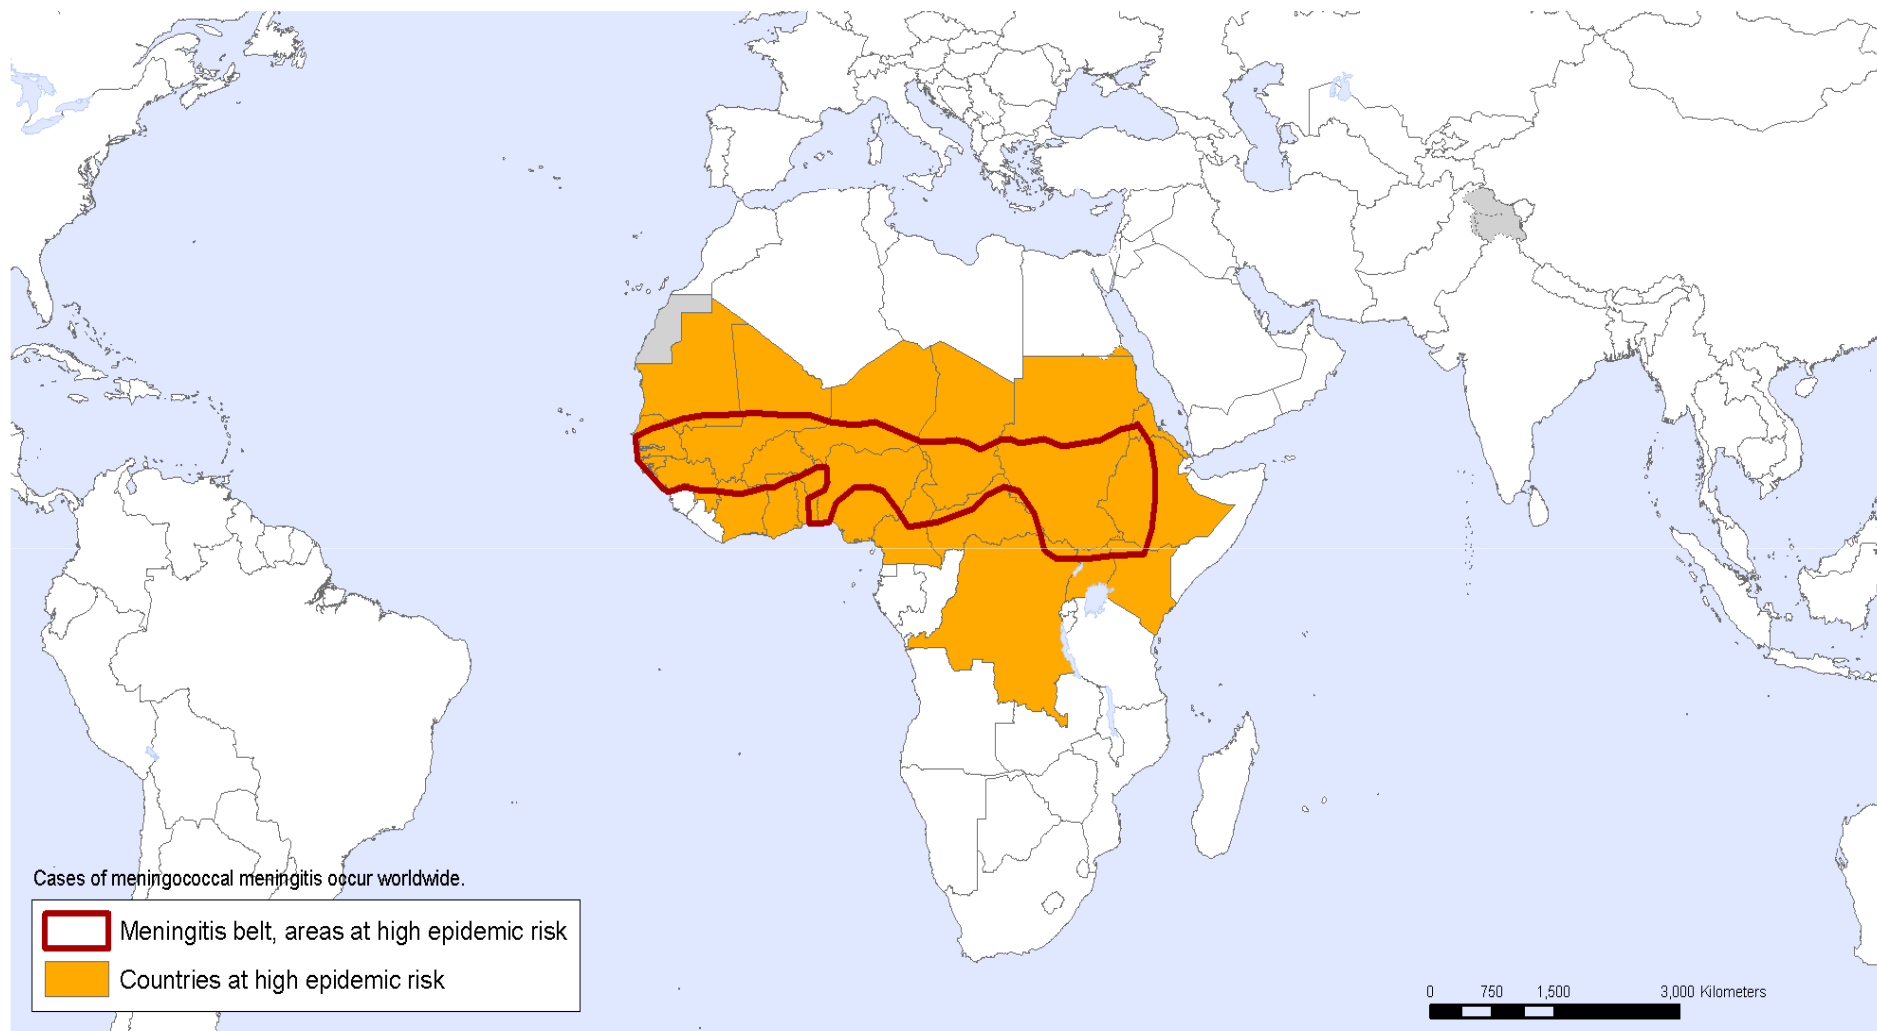 Cases of meningococcal meningitis occur worldwide.
Meningitis belt, areas at high epidemic risk
Countries at high epidemic risk
0 750 1,500 3,000 Kilometers